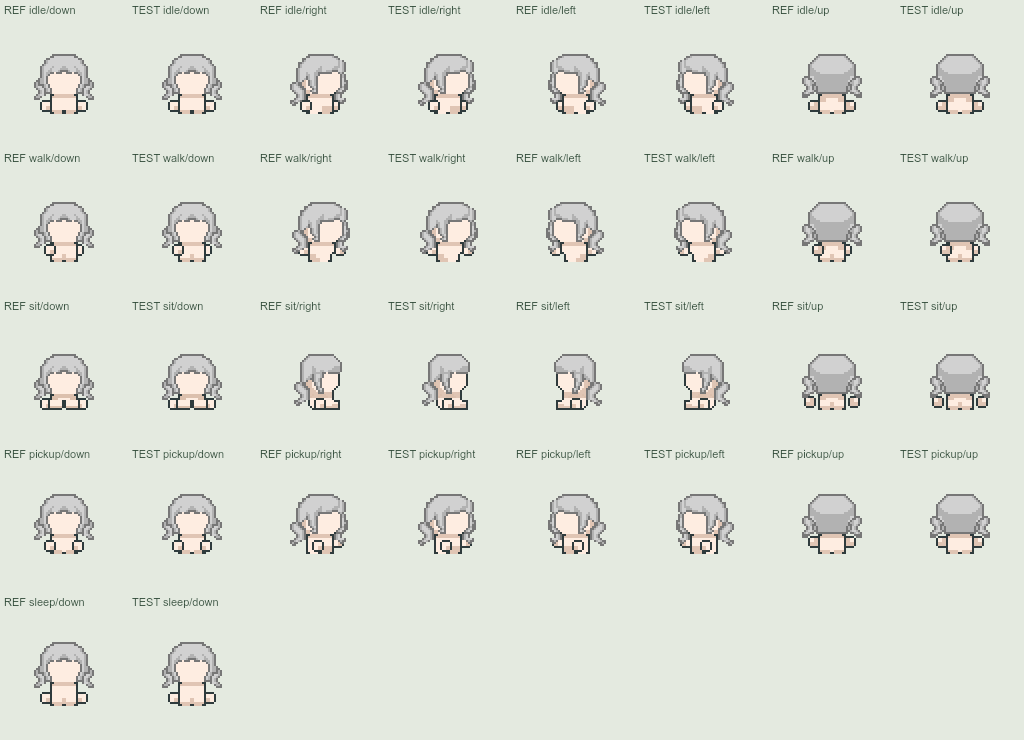 REF idle/down TEST idle/down REF idle/right TEST idle/right REF idle/left TEST idle/left REF idle/up TEST idle/up
REF walk/down TEST walk/down REF walk/right TEST walk/right REF walk/left TEST walk/left REF walk/up TEST walk/up
REF sit/down TEST sit/down REF sit/right TEST sit/right REF sit/left TEST sit/left REF sit/up TEST sit/up
REF pickup/down TEST pickup/down REF pickup/right TEST pickup/right REF pickup/left TEST pickup/left REF pickup/up TEST pickup/up
REF sleep/down TEST sleep/down